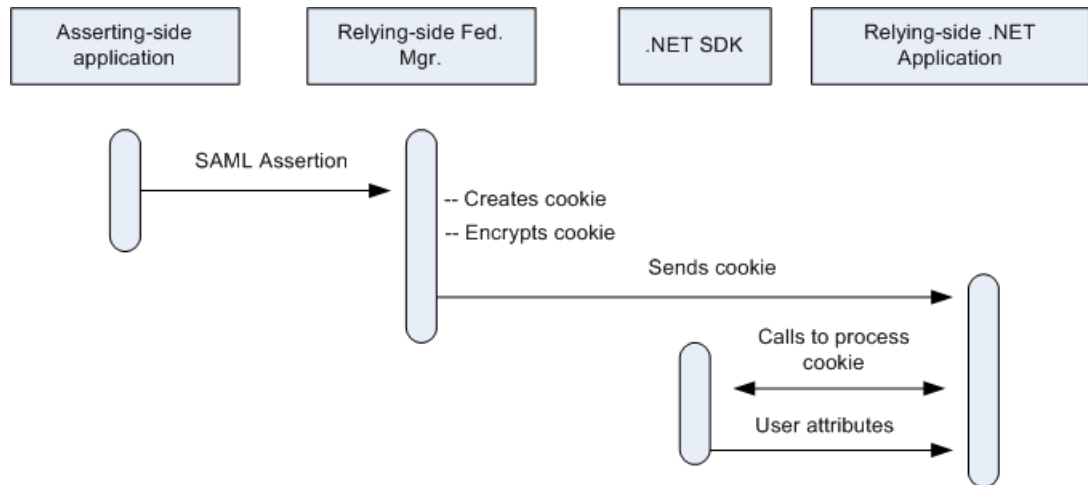 Asserting-side
application
Relying-side Fed.
Mgr.
.NET SDK
Relying-side .NET
Application
SAML Assertion
-- Creates cookie
-- Encrypts cookie
Sends cookie
Calls to process
cookie
User attributes